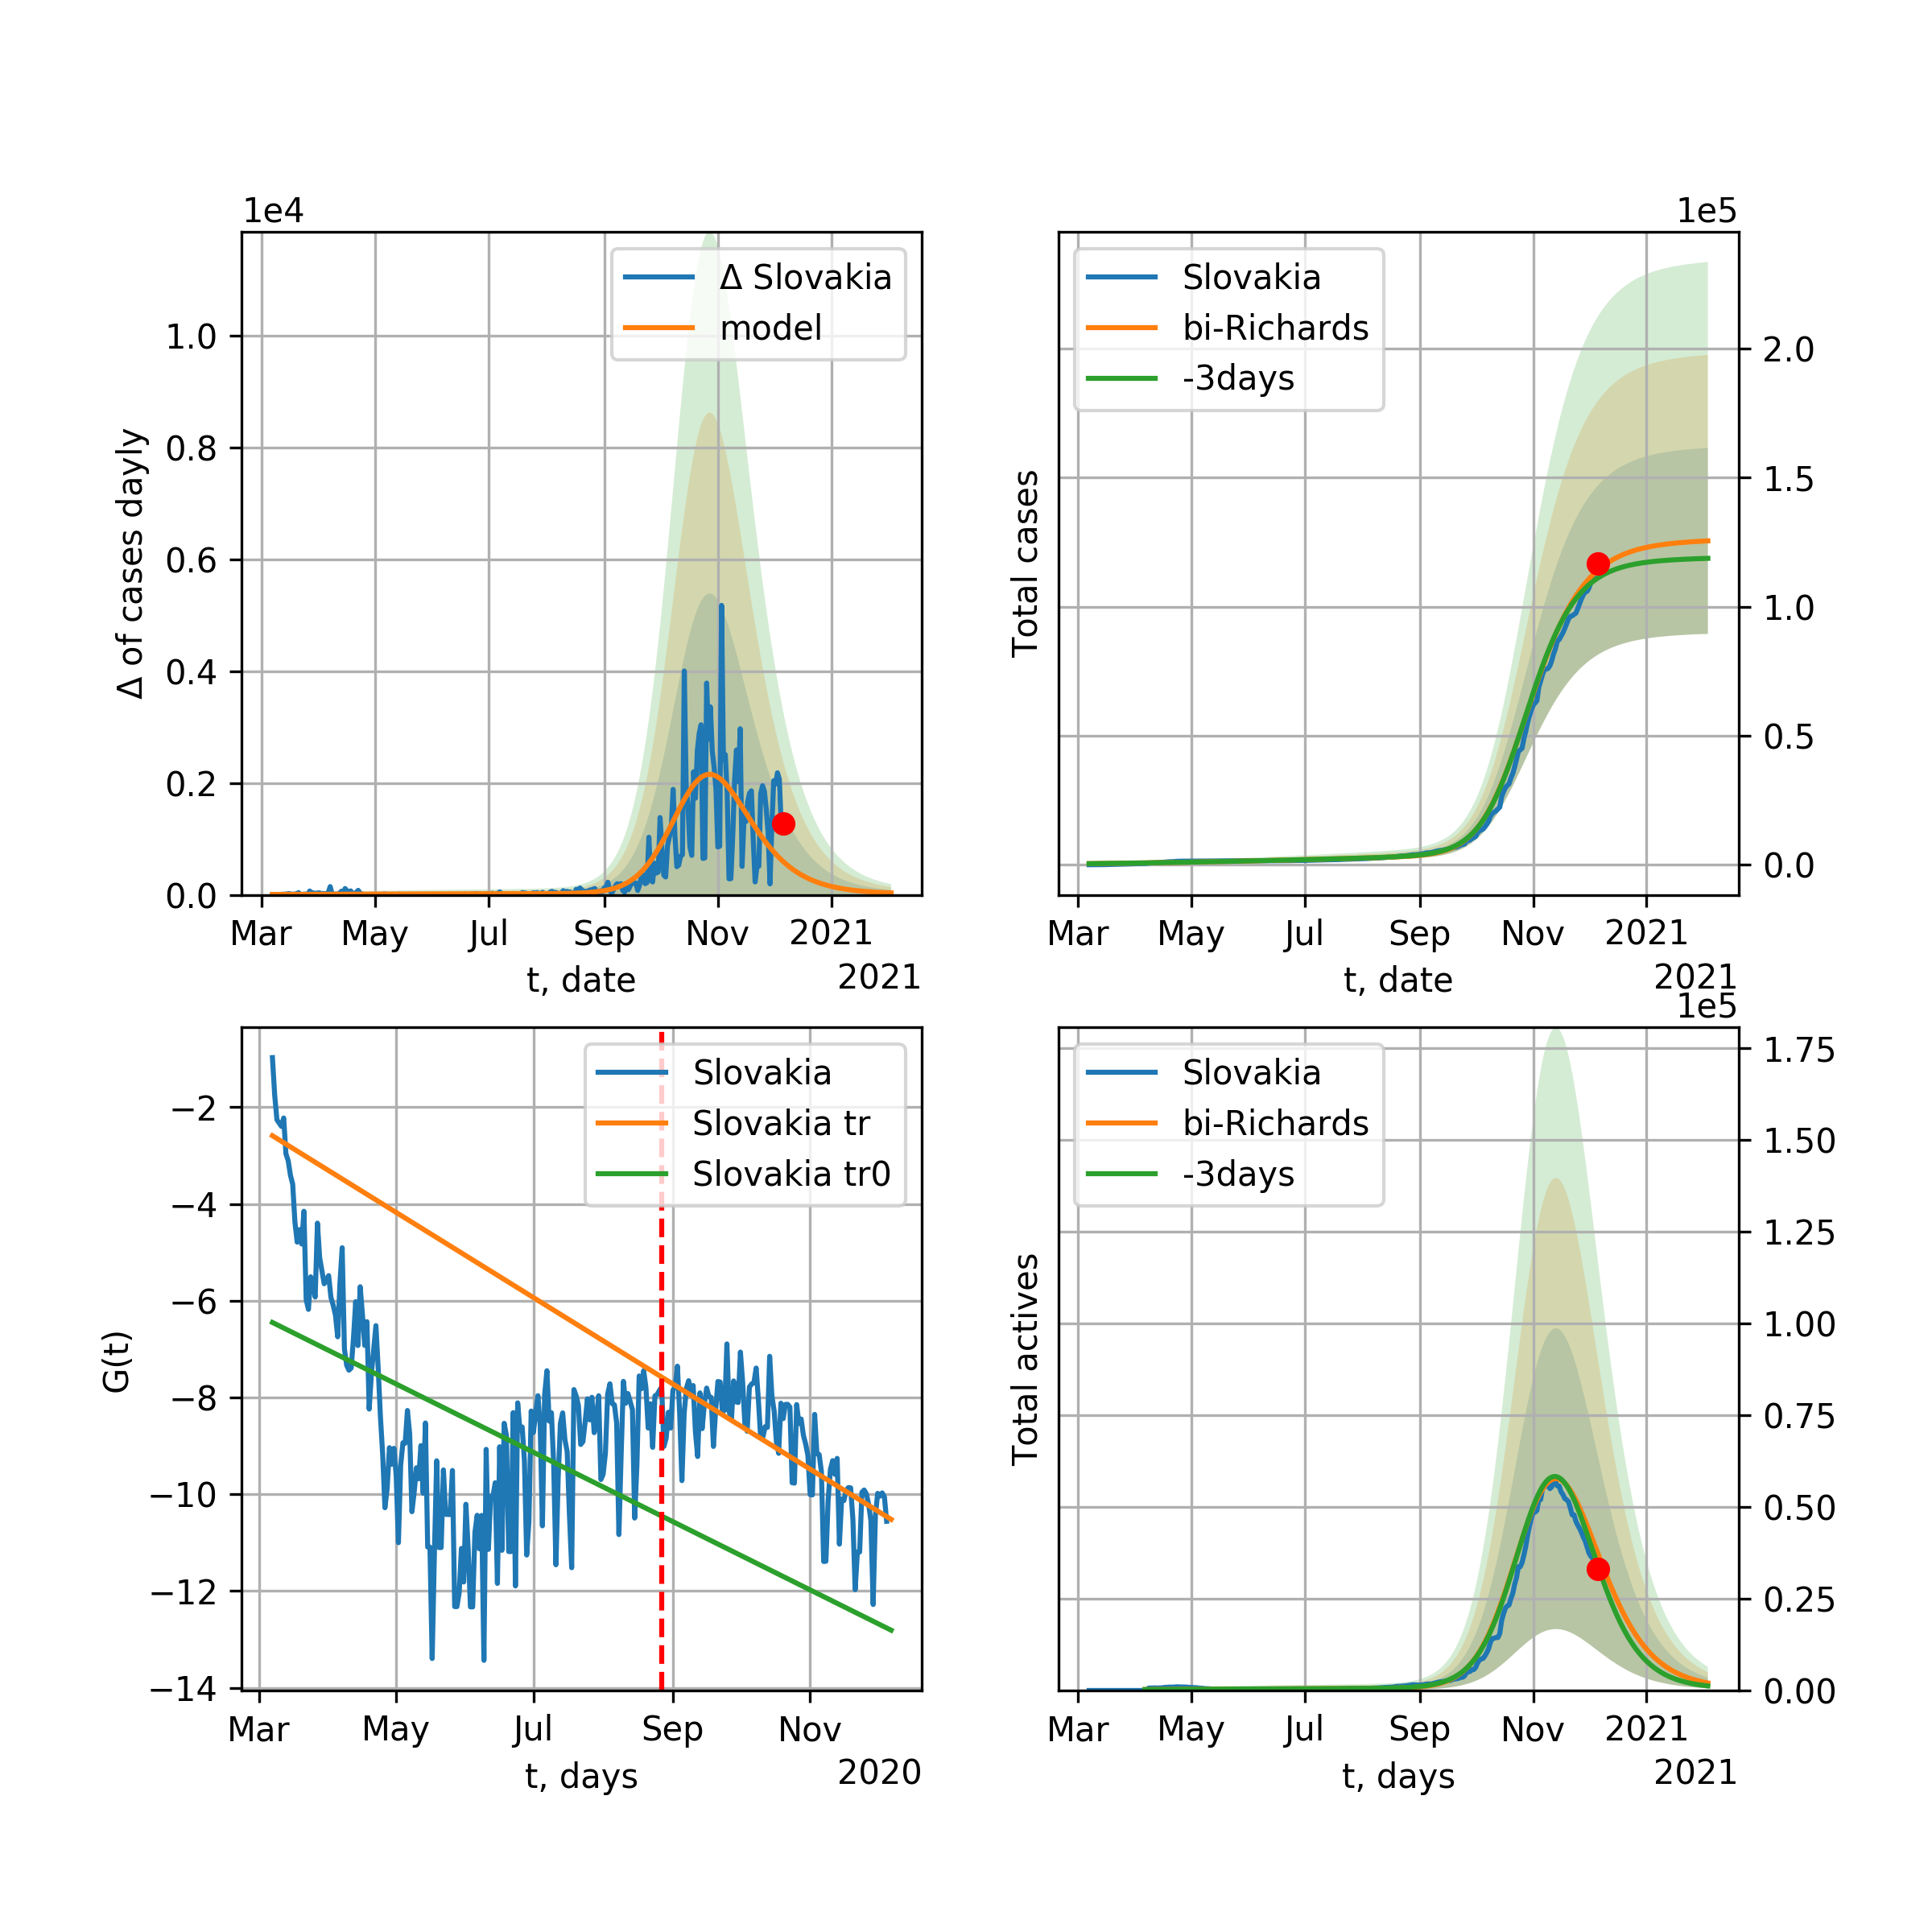 1e4
Δ of cases dayly
1.0
0.8
0.6
0.4
0.2
0.0
Δ Slovakia
model
Mar May Jul Sep Nov 2021
t, date
2021
1e5
Total cases
Slovakia
bi-Richards
-3days
2.0
1.5
1.0
0.5
0.0
Mar May Jul Sep Nov 2021
t, date
2021
G(t)
−2
−4
−6
−8
−10
−12
−14
Slovakia
Slovakia tr
Slovakia tr0
Mar May Jul Sep Nov
t, days
2020
1e5
Total actives
Slovakia
bi-Richards
-3days
1.75
1.50
1.25
1.00
0.75
0.50
0.25
0.00
Mar May Jul Sep Nov 2021
t, days
2021